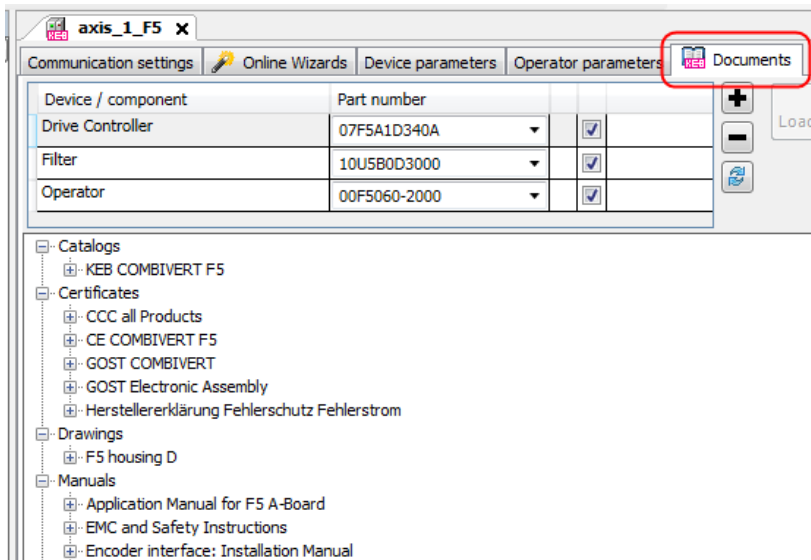 axis_1_F5 x
Communication settings Online Wizards Device parameters Operator parameters KEB Documents
Device / component Part number
Drive Controller 07F5A1D340A
Filter 10U5B0D3000
Operator 00F5060-2000
Load
Catalogs
KEB COMBIVERT F5
Certificates
CCC all Products
CE COMBIVERT F5
GOST COMBIVERT
GOST Electronic Assembly
Herstellererklärung Fehlerschutz Fehlerstrom
Drawings
F5 housing D
Manuals
Application Manual for F5 A-Board
EMC and Safety Instructions
Encoder interface: Installation Manual